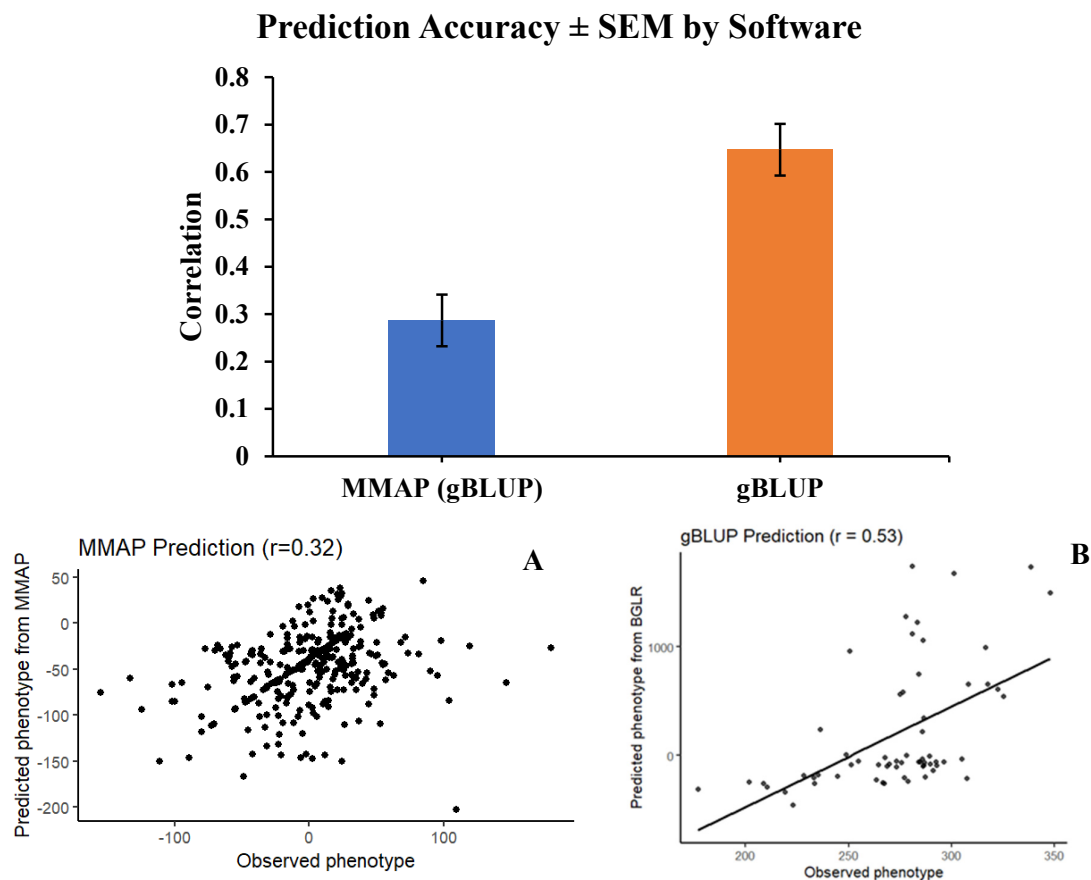 Prediction Accuracy ± SEM by Software
0.8
0.7
0.6
0.5
0.4
0.3
0.2
0.1
0
Correlation
MMAP (gBLUP)
gBLUP
MMAP Prediction (r=0.32)
A
Predicted phenotype from MMAP
50
0
-50
-100
-150
-200
-100
0
100
Observed phenotype
gBLUP Prediction (r = 0.53)
B
Predicted phenotype from BGLR
1000
0
200
250
300
350
Observed phenotype